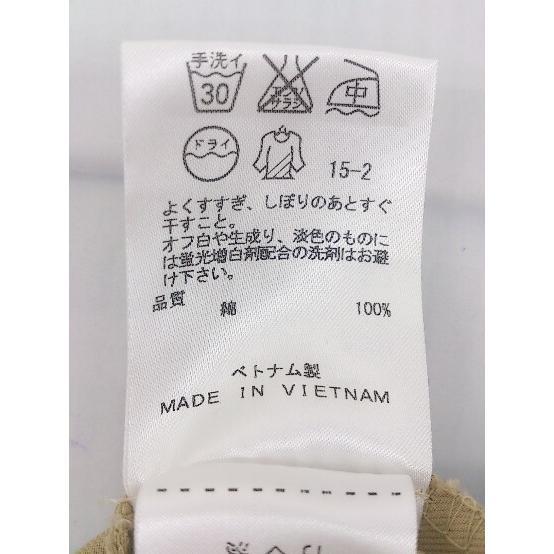 手洗イ
30
エンソ
サラシ
中
ドライ
15-2
よくすすぎ、しぼりのあとすぐ
干すこと。
オフ白や生成り、淡色のものに
は蛍光増白剤配合の洗剤はお避
け下さい。
品質 綿 100%
ベトナム製
MADE IN VIETNAM